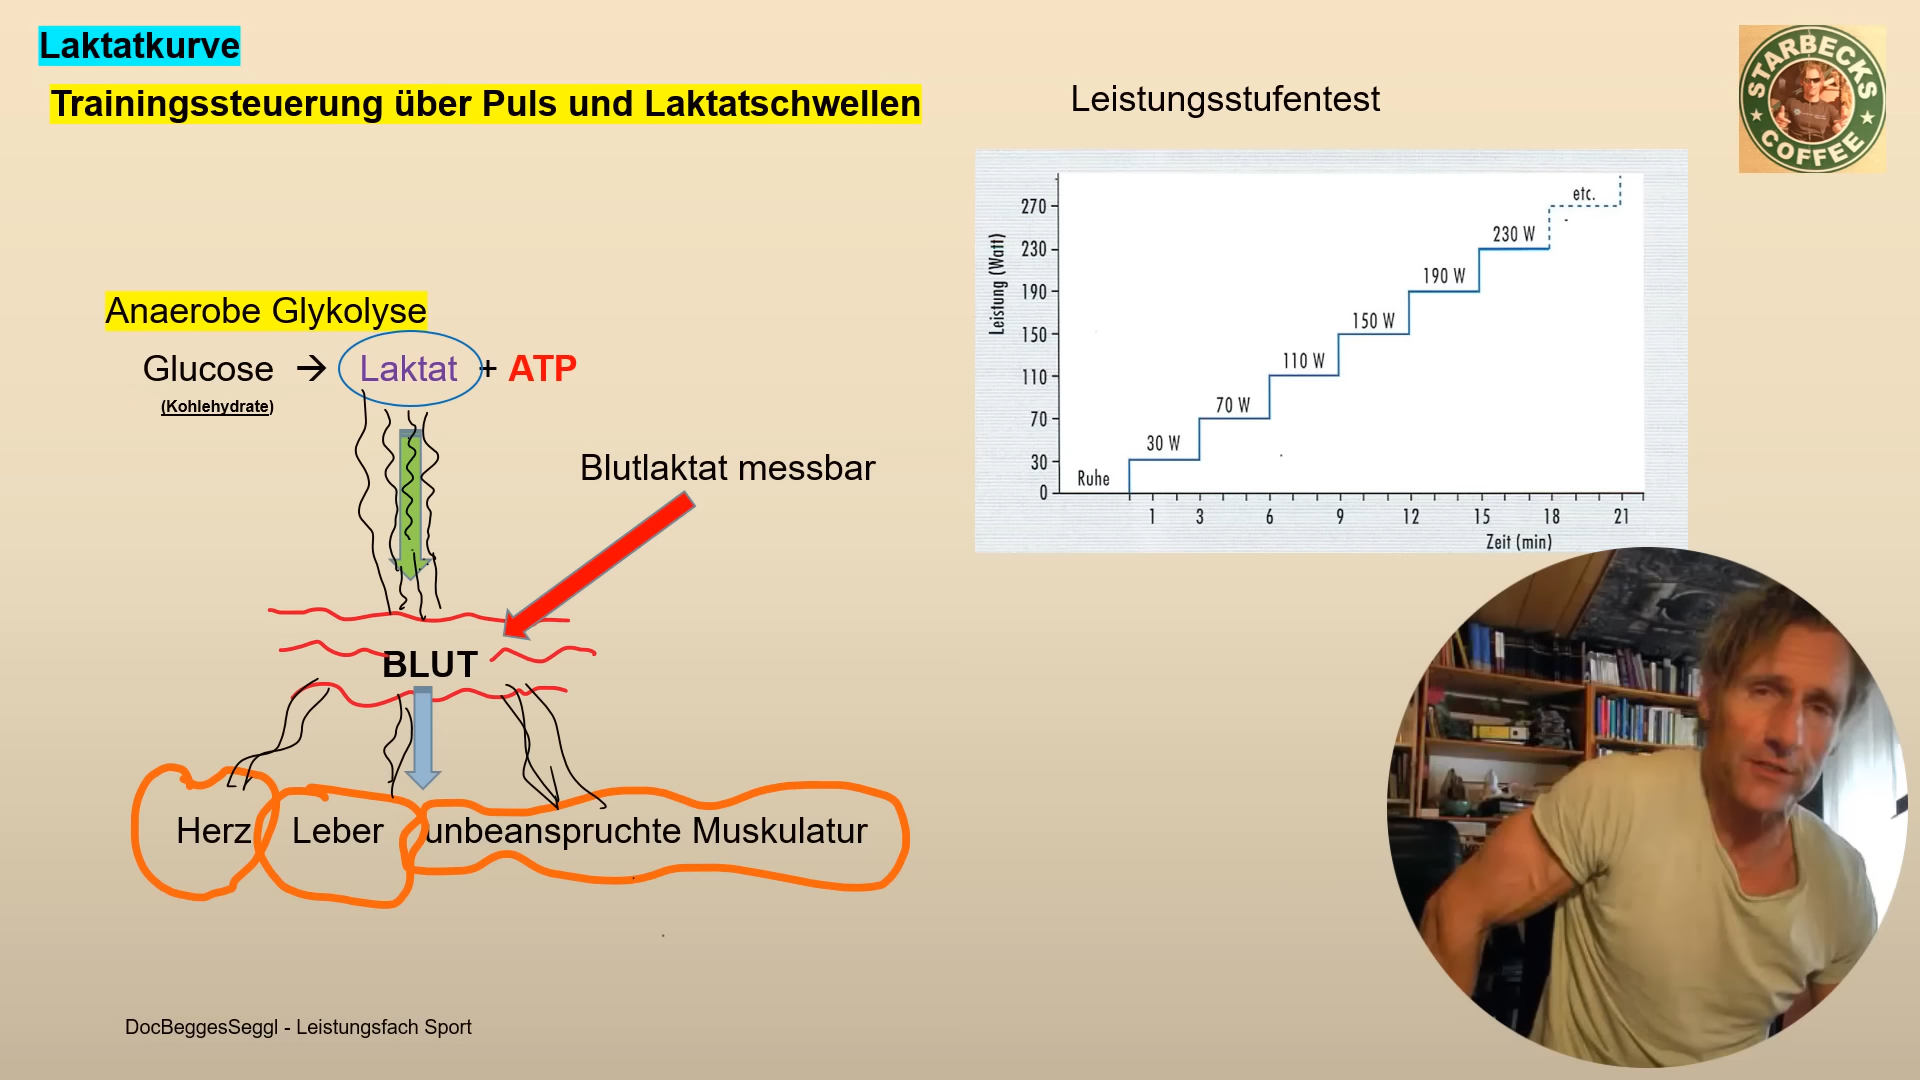 Laktatkurve
Trainingssteuerung über Puls und Laktatschwellen
Leistungsstufentest
STARBECKS
COFFEE
Anaerobe Glykolyse
Glucose → Laktat + ATP
(Kohlehydrate)
Blutlaktat messbar
BLUT
Herz Leber unbeanspruchte Muskulatur
Leistung (Watt)
270
230
190
150
110
70
30
0
Ruhe
30 W
70 W
110 W
150 W
190 W
230 W
etc.
1 3 6 9 12 15 18 21
Zeit (min)
DocBeggesSeggl - Leistungsfach Sport